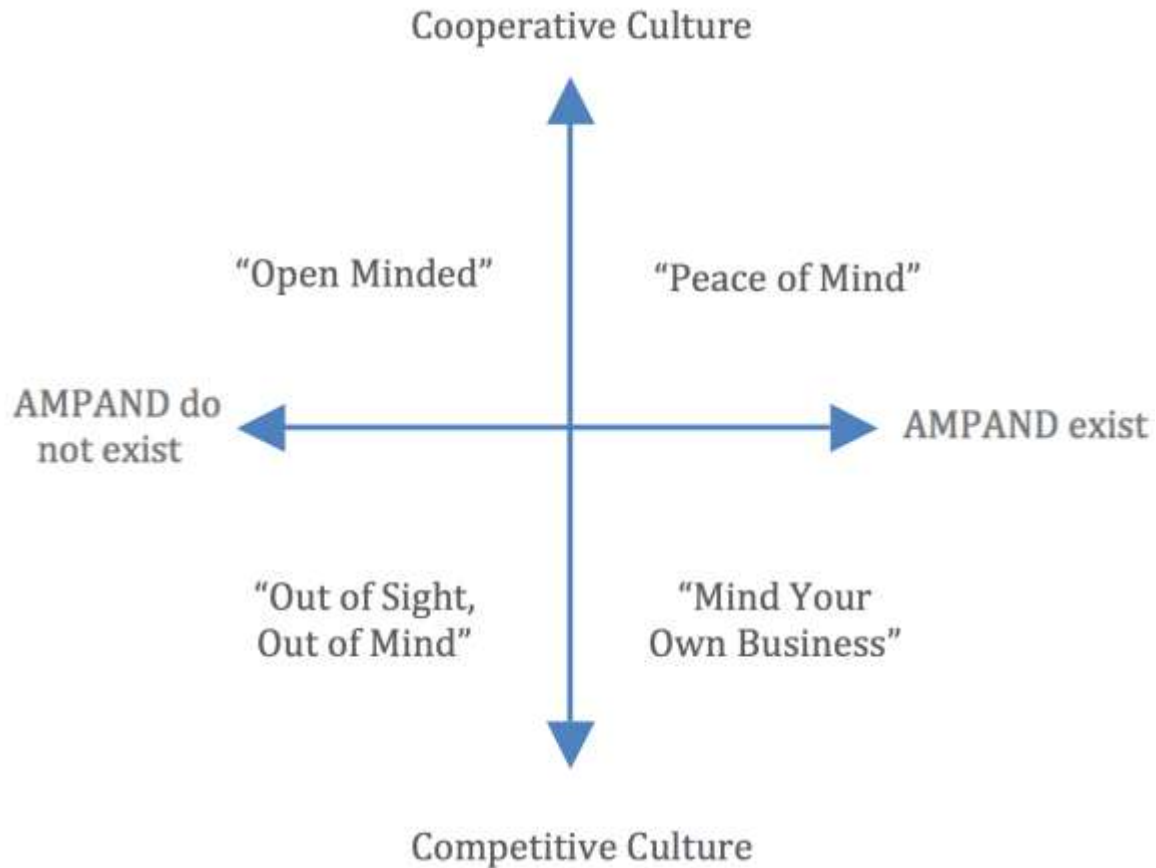 Cooperative Culture
“Open Minded”
“Peace of Mind”
AMPAND do
not exist
AMPAND exist
“Out of Sight,
Out of Mind”
“Mind Your
Own Business”
Competitive Culture